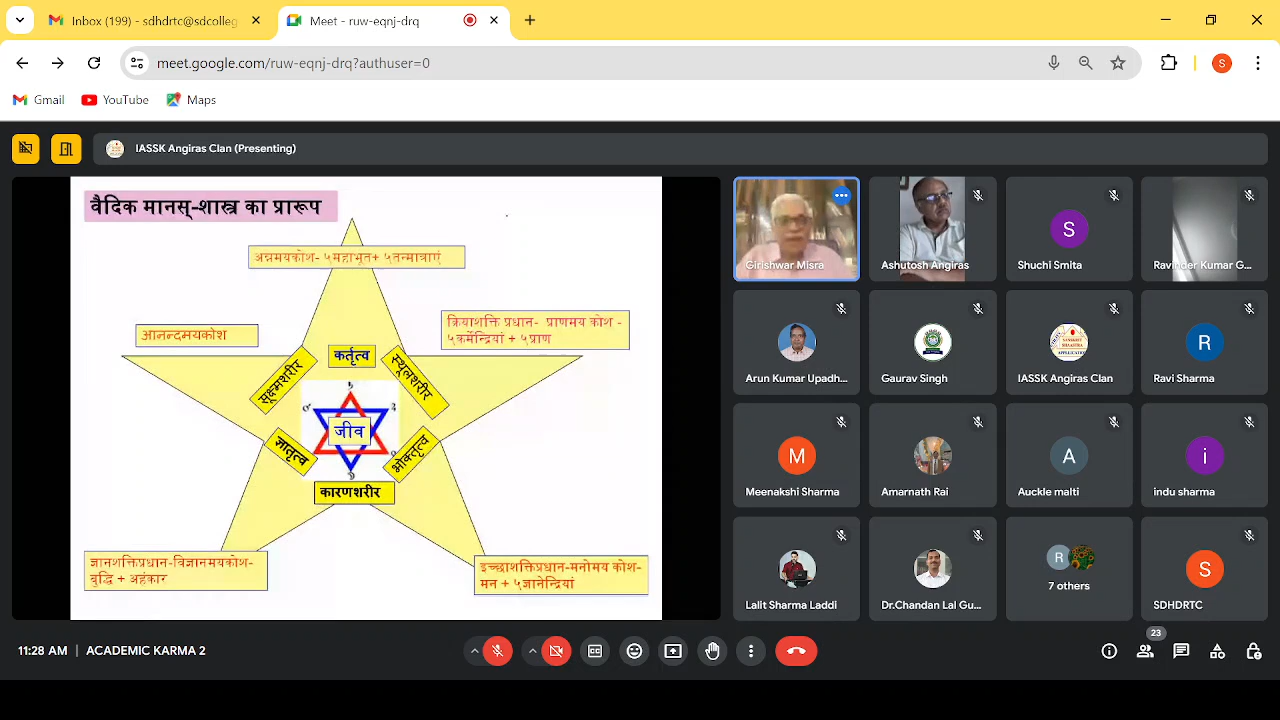 Inbox (199) - sdhdrtc@sdcolleg
Meet - ruw-eqnj-drq
meet.google.com/ruw-eqnj-drq?authuser=0
S
Gmail
YouTube
Maps
IASSK Angiras Clan (Presenting)
वैदिक मानस्-शास्त्र का प्रारूप
अन्नमयकोश- ५महाभूत+ ५तन्मात्राएं
आनन्दमयकोश
क्रियाशक्ति प्रधान- प्राणमय कोश -
५कर्मेन्द्रियां + ५प्राण
कर्तृत्व
सूक्ष्मशरीर
स्थूलशरीर
जीव
ज्ञातृत्व
भोक्तृत्व
कारणशरीर
ज्ञानशक्तिप्रधान-विज्ञानमयकोश-
बुद्धि + अहंकार
इच्छाशक्तिप्रधान-मनोमय कोश-
मन + ५ज्ञानेन्द्रियां
Girishwar Misra
Ashutosh Angiras
S
Shuchi Smita
Ravinder Kumar G...
Arun Kumar Upadh...
Gaurav Singh
SANSKRIT
SHAASTRA
APPLICATION
IASSK Angiras Clan
R
Ravi Sharma
M
Meenakshi Sharma
Amarnath Rai
A
Auckle malti
i
indu sharma
Lalit Sharma Laddi
Dr.Chandan Lal Gu...
R
7 others
S
SDHDRTC
11:28 AM | ACADEMIC KARMA 2
23